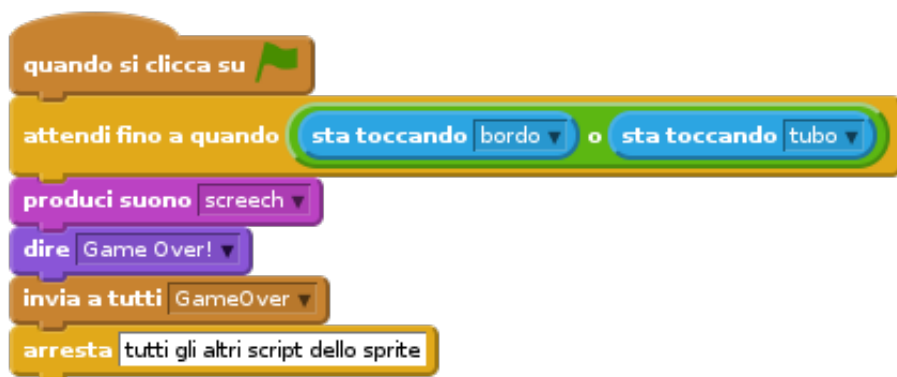 quando si clicca su
attendi fino a quando sta toccando bordo o sta toccando tubo
produci suono screech
dire Game Over!
invia a tutti GameOver
arresta tutti gli altri script dello sprite